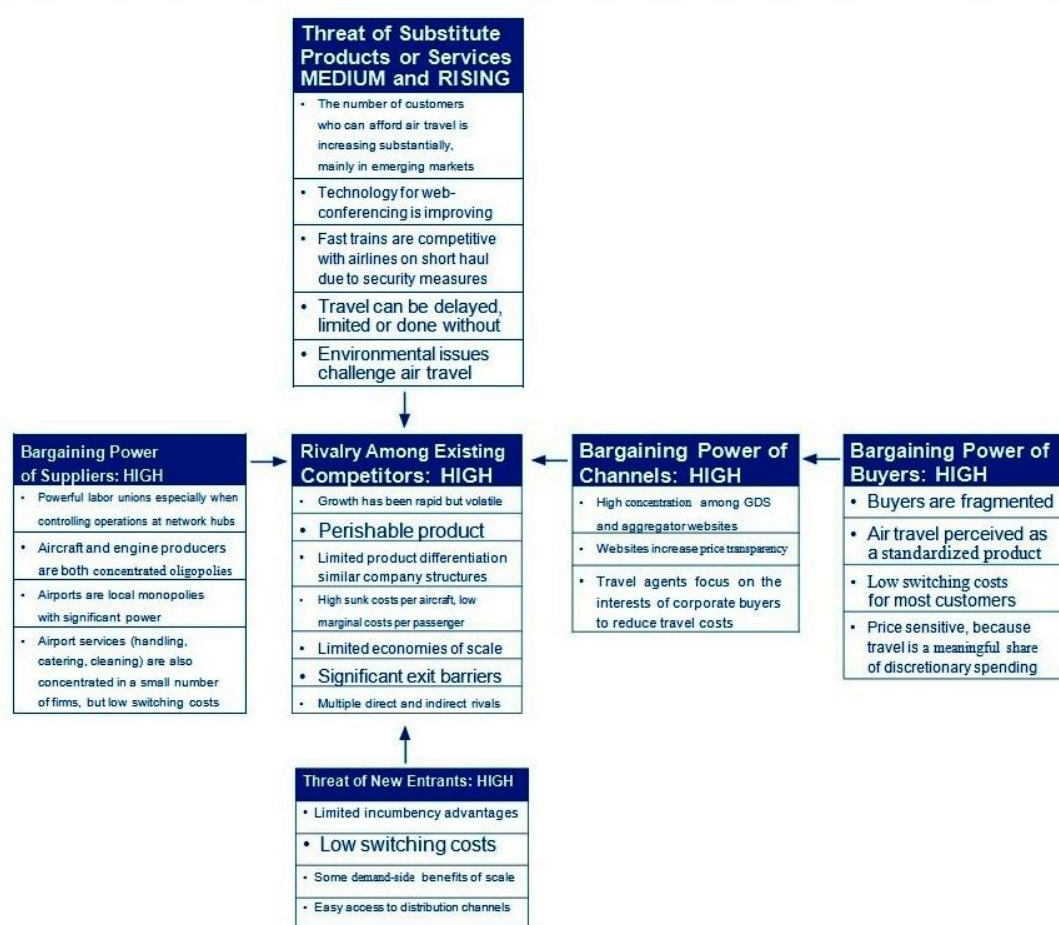 Threat of Substitute
Products or Services
MEDIUM and RISING
• The number of customers
who can afford air travel is
increasing substantially,
mainly in emerging markets
• Technology for web-
conferencing is improving
• Fast trains are competitive
with airlines on short haul
due to security measures
• Travel can be delayed,
limited or done without
• Environmental issues
challenge air travel
Bargaining Power
of Suppliers: HIGH
• Powerful labor unions especially when
controlling operations at network hubs
• Aircraft and engine producers
are both concentrated oligopolies
• Airports are local monopolies
with significant power
• Airport services (handling,
catering, cleaning) are also
concentrated in a small number
of firms, but low switching costs
Rivalry Among Existing
Competitors: HIGH
• Growth has been rapid but volatile
• Perishable product
• Limited product differentiation
similar company structures
• High sunk costs per aircraft, low
marginal costs per passenger
• Limited economies of scale
• Significant exit barriers
• Multiple direct and indirect rivals
Bargaining Power of
Channels: HIGH
• High concentration among GDS
and aggregator websites
• Websites increase price transparency
• Travel agents focus on the
interests of corporate buyers
to reduce travel costs
Bargaining Power of
Buyers: HIGH
• Buyers are fragmented
• Air travel perceived as
a standardized product
• Low switching costs
for most customers
• Price sensitive, because
travel is a meaningful share
of discretionary spending
Threat of New Entrants: HIGH
• Limited incumbency advantages
• Low switching costs
• Some demand-side benefits of scale
• Easy access to distribution channels